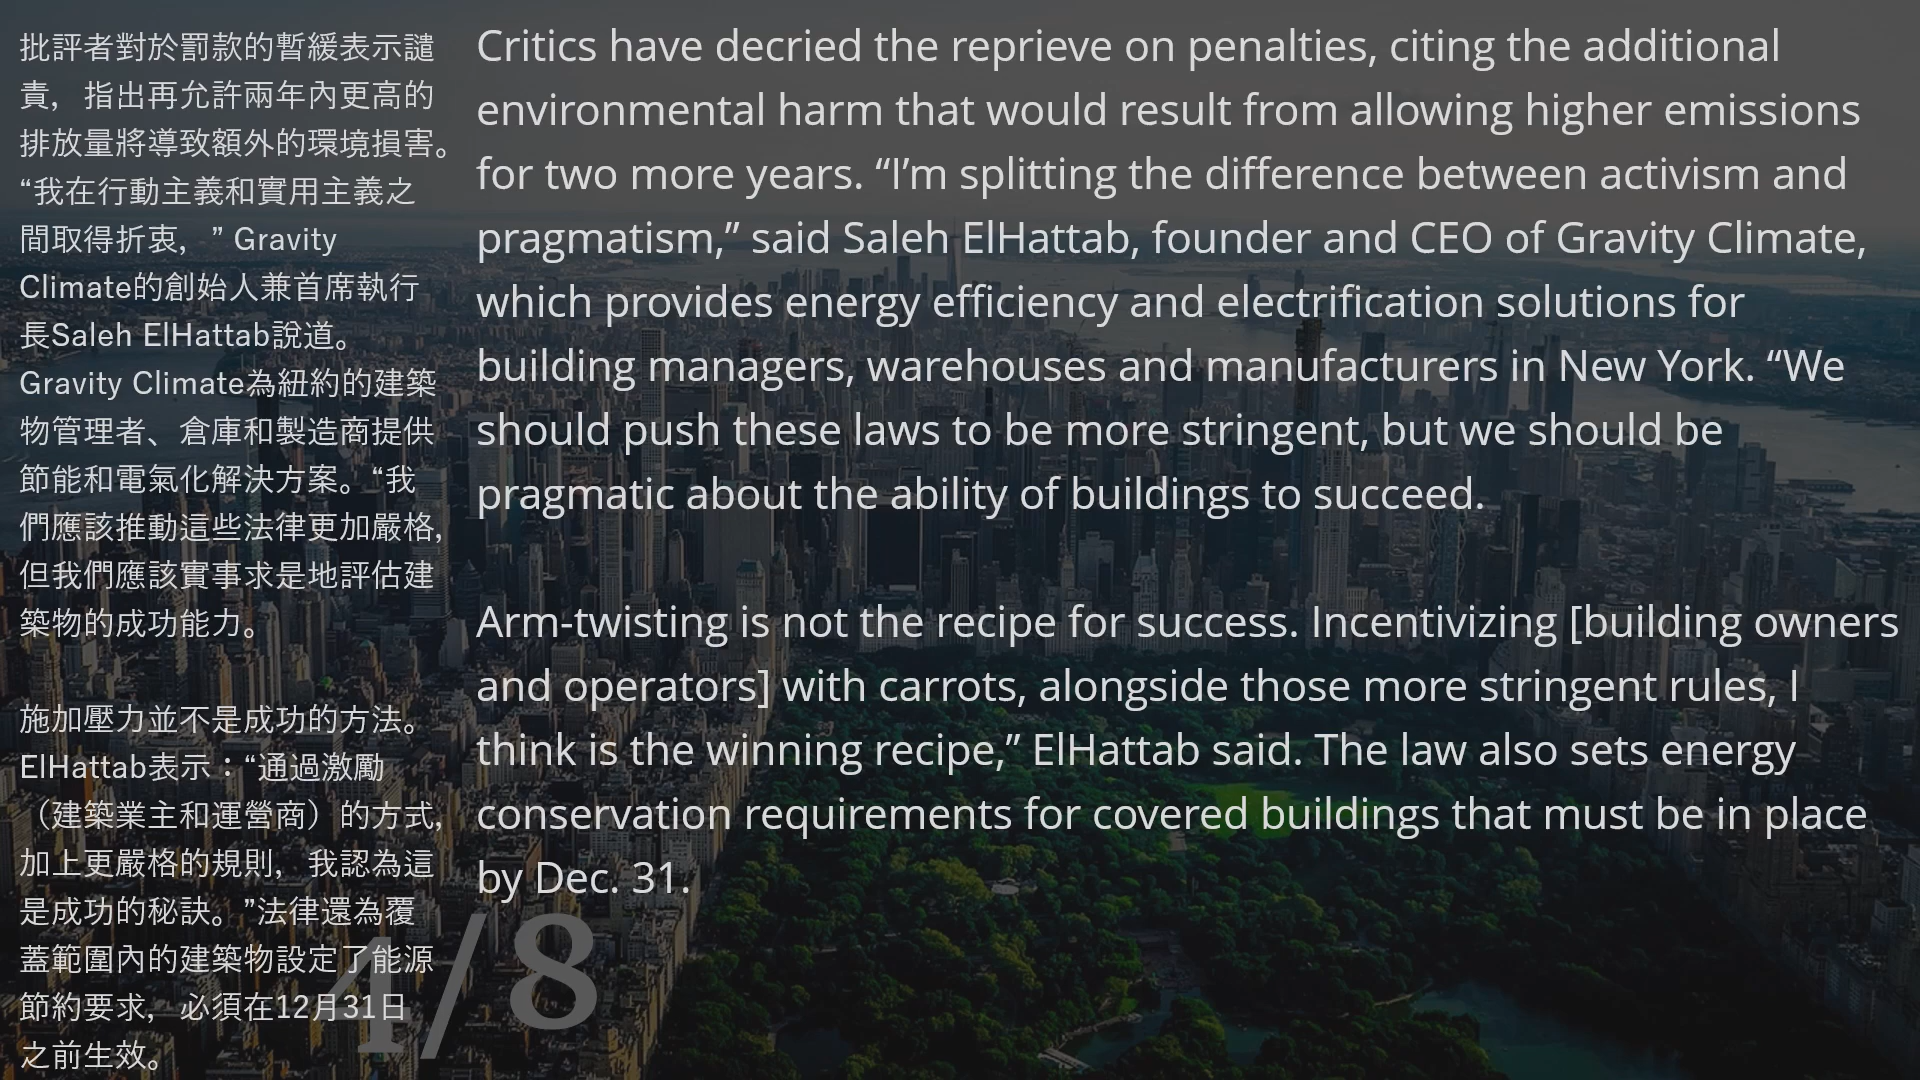 批評者對於罰款的暫緩表示譴
責，指出再允許兩年內更高的
排放量將導致額外的環境損害。
“我在行動主義和實用主義之
間取得折衷，” Gravity
Climate的創始人兼首席執行
長Saleh ElHattab說道。
Gravity Climate為紐約的建築
物管理者、倉庫和製造商提供
節能和電氣化解決方案。“我
們應該推動這些法律更加嚴格，
但我們應該實事求是地評估建
築物的成功能力。
施加壓力並不是成功的方法。
ElHattab表示：“通過激勵
（建築業主和運營商）的方式，
加上更嚴格的規則，我認為這
是成功的秘訣。”法律還為覆
蓋範圍內的建築物設定了能源
節約要求，必須在12月31日
之前生效。
Critics have decried the reprieve on penalties, citing the additional
environmental harm that would result from allowing higher emissions
for two more years. “I’m splitting the difference between activism and
pragmatism,” said Saleh ElHattab, founder and CEO of Gravity Climate,
which provides energy efficiency and electrification solutions for
building managers, warehouses and manufacturers in New York. “We
should push these laws to be more stringent, but we should be
pragmatic about the ability of buildings to succeed.
Arm-twisting is not the recipe for success. Incentivizing [building owners
and operators] with carrots, alongside those more stringent rules, I
think is the winning recipe,” ElHattab said. The law also sets energy
conservation requirements for covered buildings that must be in place
by Dec. 31.
4/8